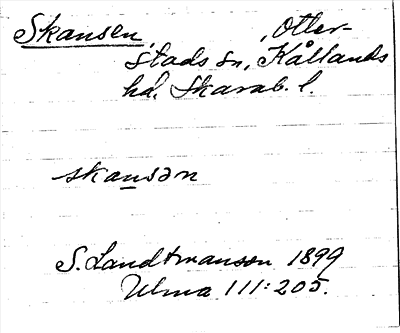 Skansen, Otter-
stads sn, Kållands
hd. Skarab. l.
skansən
S. Landtmanson 1899
Ulma 111:205.